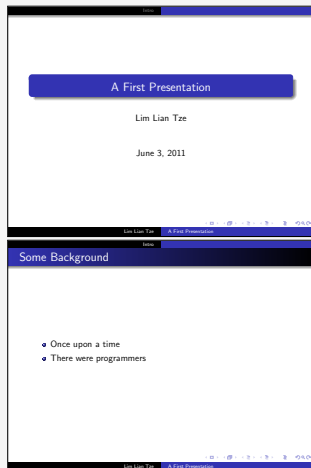 Intro
A First Presentation
Lim Lian Tze
June 3, 2011
Lim Lian Tze A First Presentation
Intro
Some Background
Once upon a time
There were programmers
Lim Lian Tze A First Presentation